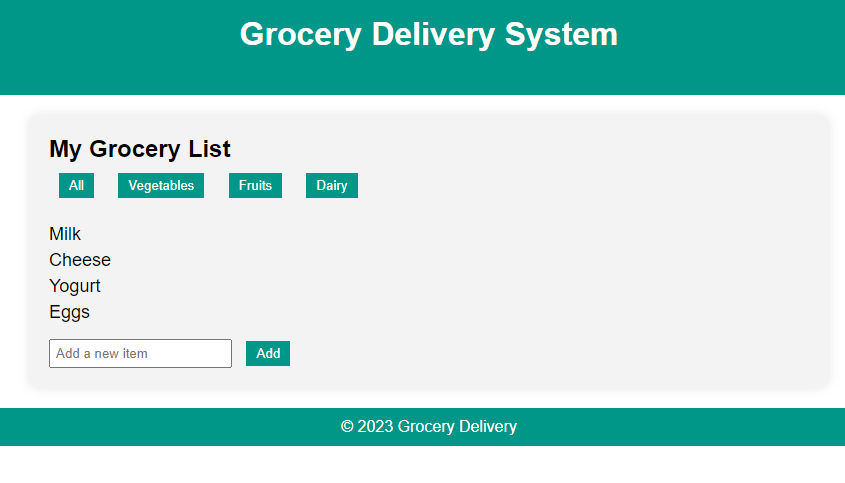 Grocery Delivery System
My Grocery List
All Vegetables Fruits Dairy
Milk
Cheese
Yogurt
Eggs
Add a new item Add
© 2023 Grocery Delivery